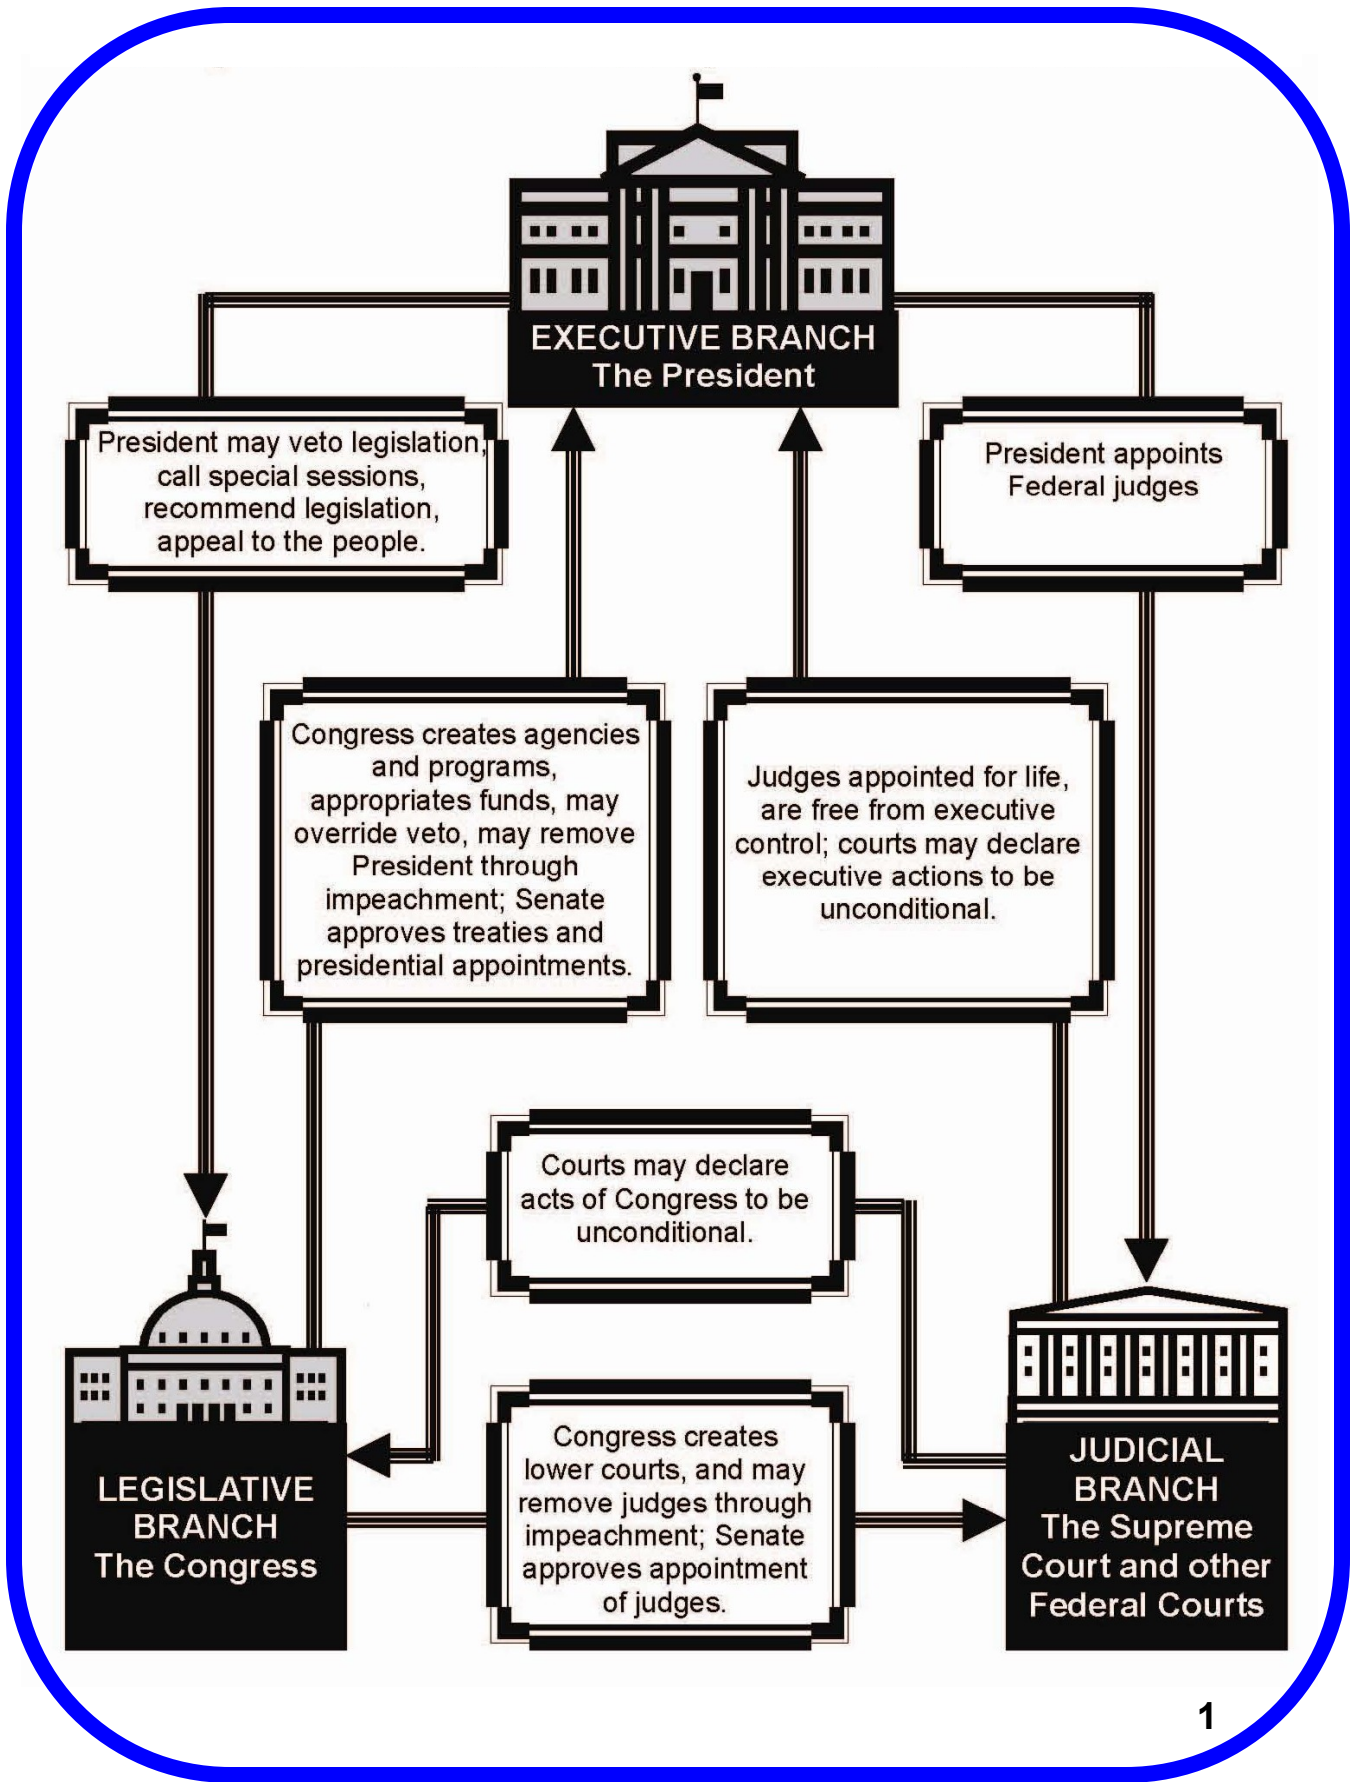 EXECUTIVE BRANCH
The President
President may veto legislation,
call special sessions,
recommend legislation,
appeal to the people.
President appoints
Federal judges
Congress creates agencies
and programs,
appropriates funds, may
override veto, may remove
President through
impeachment; Senate
approves treaties and
presidential appointments.
Judges appointed for life,
are free from executive
control; courts may declare
executive actions to be
unconditional.
Courts may declare
acts of Congress to be
unconditional.
Congress creates
lower courts, and may
remove judges through
impeachment; Senate
approves appointment
of judges.
LEGISLATIVE
BRANCH
The Congress
JUDICIAL
BRANCH
The Supreme
Court and other
Federal Courts
1